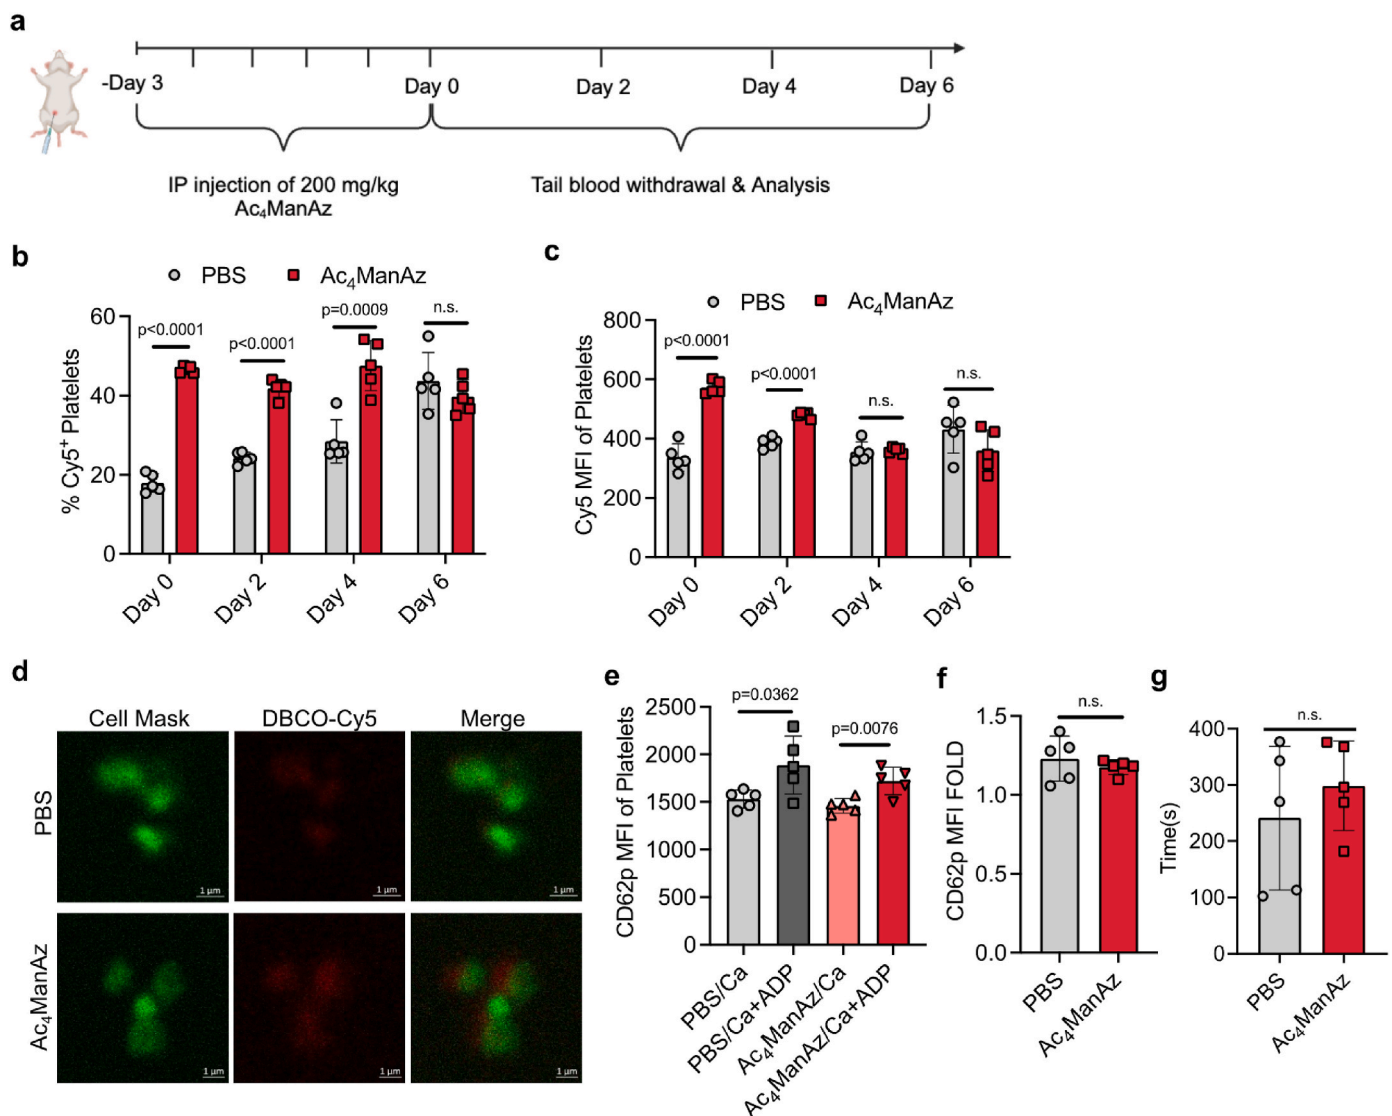 a
-Day 3
Day 0
Day 2
Day 4
Day 6
IP injection of 200 mg/kg
Ac₄ManAz
Tail blood withdrawal & Analysis
b
PBS
Ac₄ManAz
% Cy5⁺ Platelets
60
40
20
0
p<0.0001
p<0.0001
p=0.0009
n.s.
Day 0
Day 2
Day 4
Day 6
c
PBS
Ac₄ManAz
Cy5 MFI of Platelets
800
600
400
200
0
p<0.0001
p<0.0001
n.s.
n.s.
Day 0
Day 2
Day 4
Day 6
d
Cell Mask
DBCO-Cy5
Merge
PBS
1 µm
1 µm
1 µm
Ac₄ManAz
1 µm
1 µm
1 µm
e
CD62p MFI of Platelets
2500
2000
1500
1000
500
0
p=0.0362
p=0.0076
PBS/Ca
PBS/Ca+ADP
Ac₄ManAz/Ca
Ac₄ManAz/Ca+ADP
f
CD62p MFI FOLD
1.5
1.0
0.5
0.0
n.s.
PBS
Ac₄ManAz
g
Time(s)
400
300
200
100
0
n.s.
PBS
Ac₄ManAz